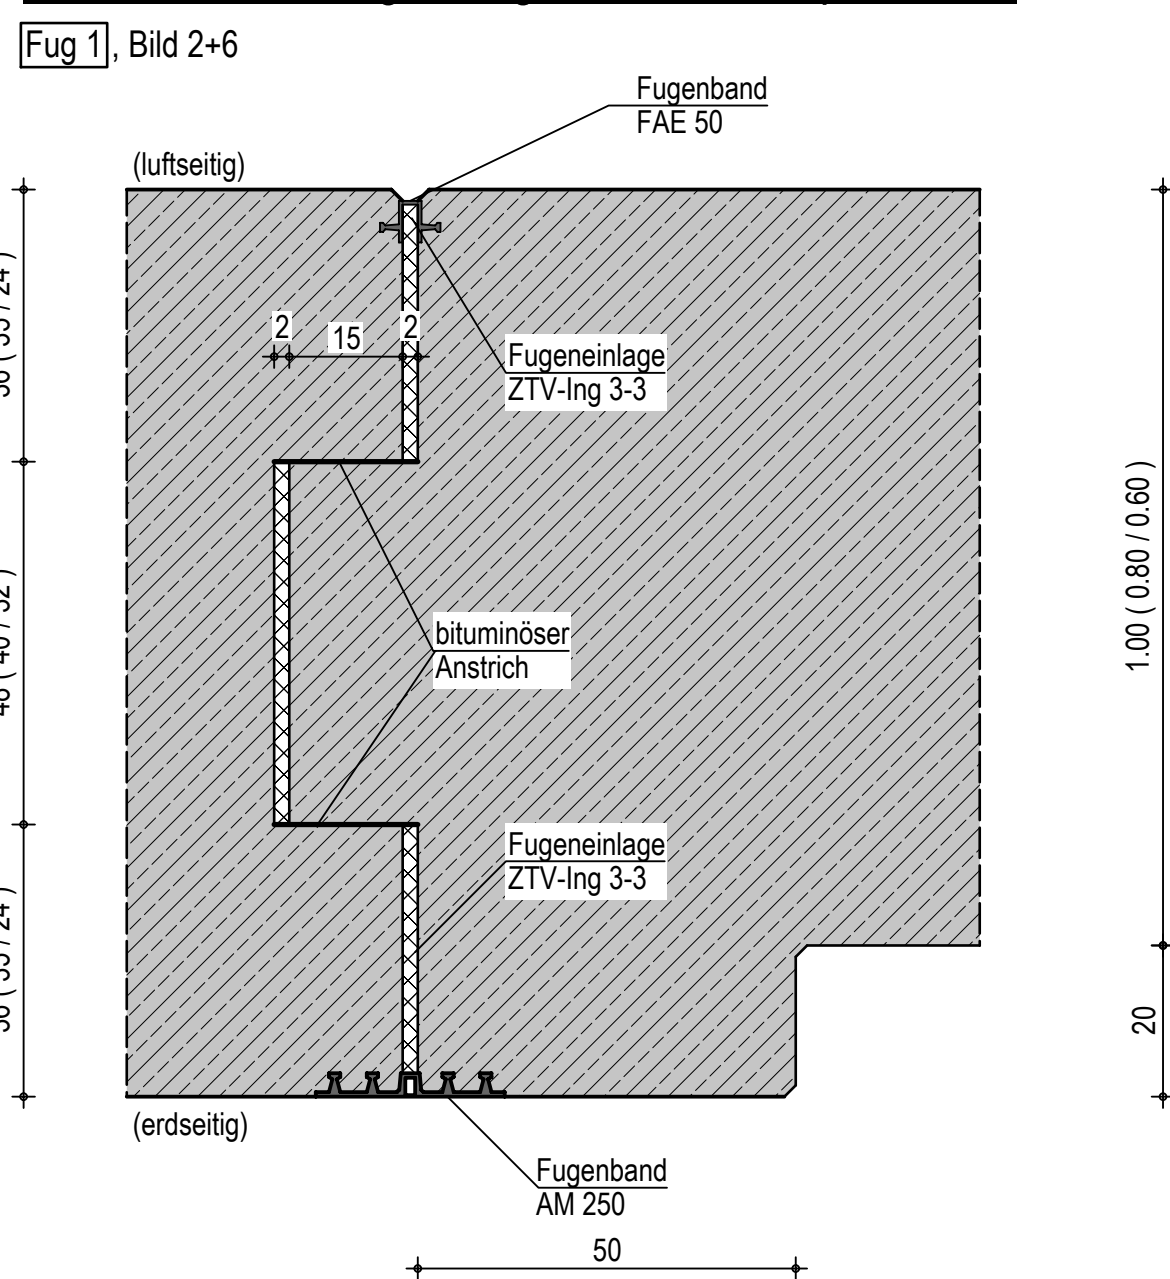 Fug 1, Bild 2+6
Fugenband
FAE 50
(luftseitig)
2
15
2
Fugeneinlage
ZTV-Ing 3-3
1.00 ( 0.80 / 0.60 )
bituminöser
Anstrich
Fugeneinlage
ZTV-Ing 3-3
20
(erdseitig)
Fugenband
AM 250
50